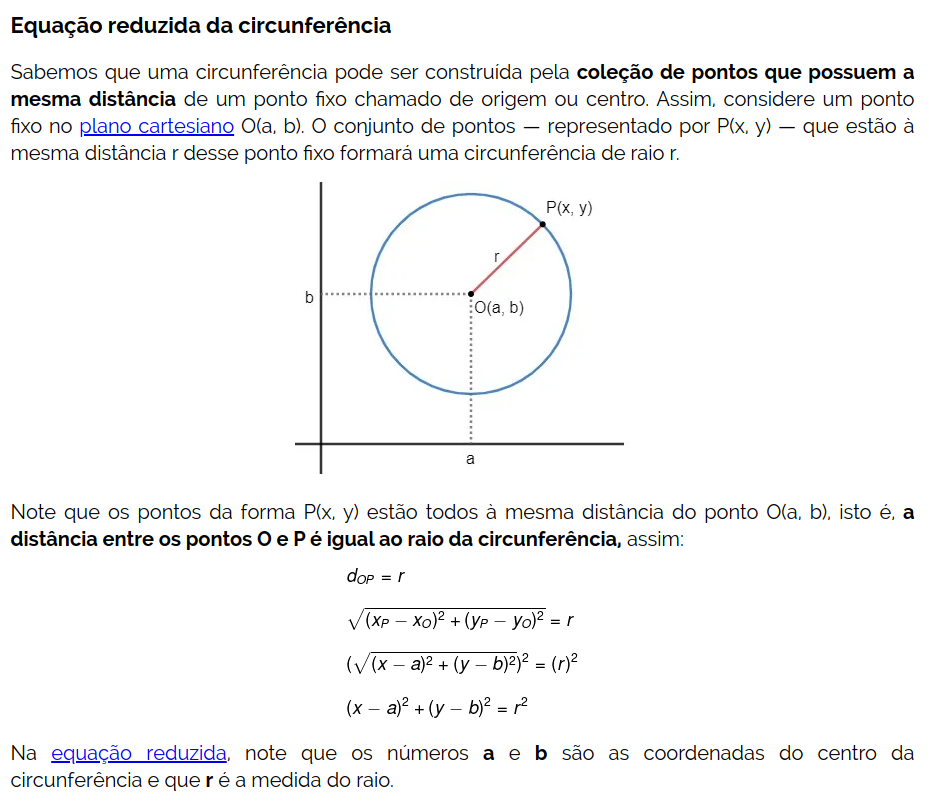 Equação reduzida da circunferência
Sabemos que uma circunferência pode ser construída pela coleção de pontos que possuem a
mesma distância de um ponto fixo chamado de origem ou centro. Assim, considere um ponto
fixo no plano cartesiano O(a, b). O conjunto de pontos — representado por P(x, y) — que estão à
mesma distância r desse ponto fixo formará uma circunferência de raio r.
P(x, y)
r
b
O(a, b)
a
Note que os pontos da forma P(x, y) estão todos à mesma distância do ponto O(a, b), isto é, a
distância entre os pontos O e P é igual ao raio da circunferência, assim:
d_{OP} = r
√((x_P – x_O)² + (y_P – y_O)²) = r
(√((x – a)² + (y – b)²))² = (r)²
(x – a)² + (y – b)² = r²
Na equação reduzida, note que os números a e b são as coordenadas do centro da
circunferência e que r é a medida do raio.